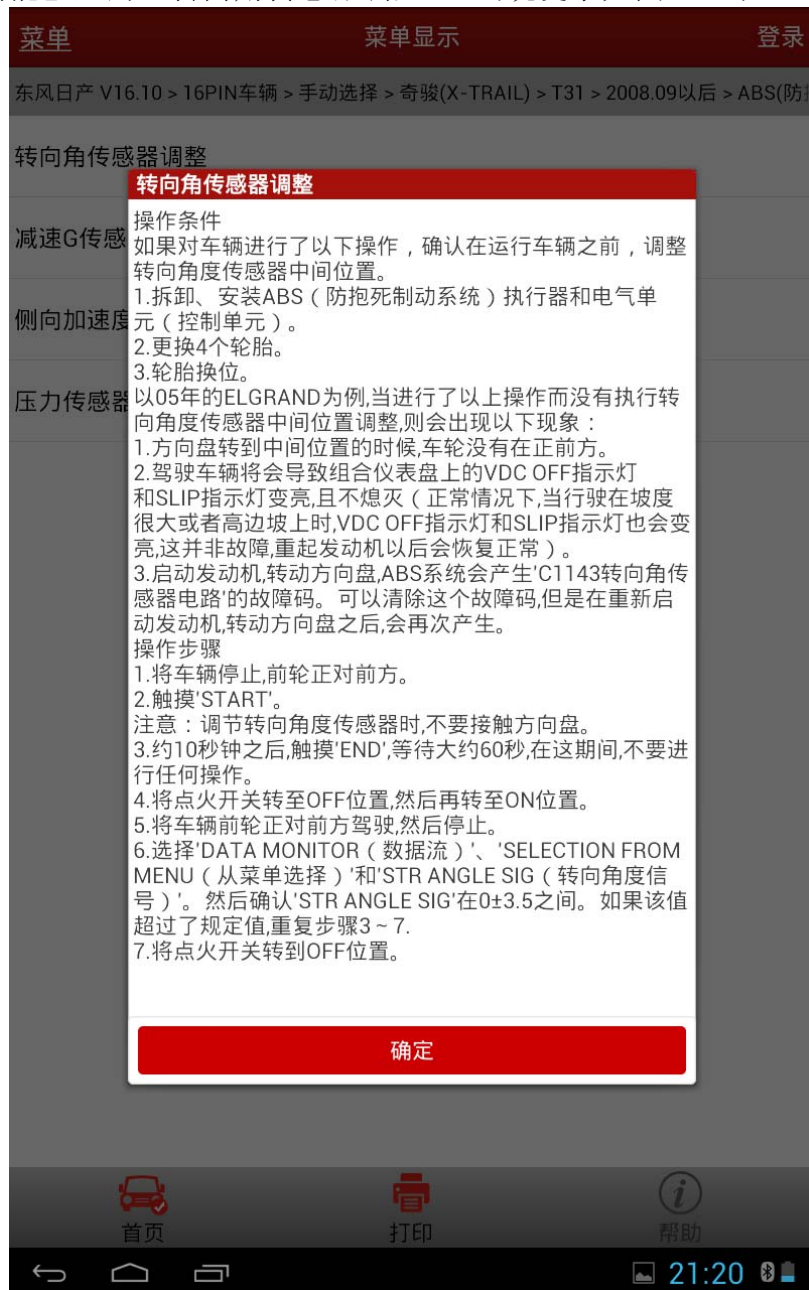 菜单 菜单显示 登录
东风日产 V16.10 > 16PIN车辆 > 手动选择 > 奇骏(X-TRAIL) > T31 > 2008.09以后 > ABS(防
转向角传感器调整
减速G传感
侧向加速度
压力传感器
转向角传感器调整
操作条件
如果对车辆进行了以下操作，确认在运行车辆之前，调整
转向角度传感器中间位置。
1.拆卸、安装ABS（防抱死制动系统）执行器和电气单
元（控制单元）。
2.更换4个轮胎。
3.轮胎换位。
以05年的ELGRAND为例,当进行了以上操作而没有执行转
向角度传感器中间位置调整,则会出现以下现象：
1.方向盘转到中间位置的时候,车轮没有在正前方。
2.驾驶车辆将会导致组合仪表盘上的VDC OFF指示灯
和SLIP指示灯变亮,且不熄灭（正常情况下,当行驶在坡度
很大或者高边坡上时,VDC OFF指示灯和SLIP指示灯也会变
亮,这并非故障,重起发动机以后会恢复正常）。
3.启动发动机,转动方向盘,ABS系统会产生'C1143转向角传
感器电路'的故障码。可以清除这个故障码,但是在重新启
动发动机,转动方向盘之后,会再次产生。
操作步骤
1.将车辆停止,前轮正对前方。
2.触摸'START'。
注意：调节转向角度传感器时,不要接触方向盘。
3.约10秒钟之后,触摸'END',等待大约60秒,在这期间,不要进
行任何操作。
4.将点火开关转至OFF位置,然后再转至ON位置。
5.将车辆前轮正对前方驾驶,然后停止。
6.选择'DATA MONITOR（数据流）'、'SELECTION FROM
MENU（从菜单选择）'和'STR ANGLE SIG（转向角度信
号）'。然后确认'STR ANGLE SIG'在0±3.5之间。如果该值
超过了规定值,重复步骤3～7.
7.将点火开关转到OFF位置。
确定
首页 打印 帮助
21:20